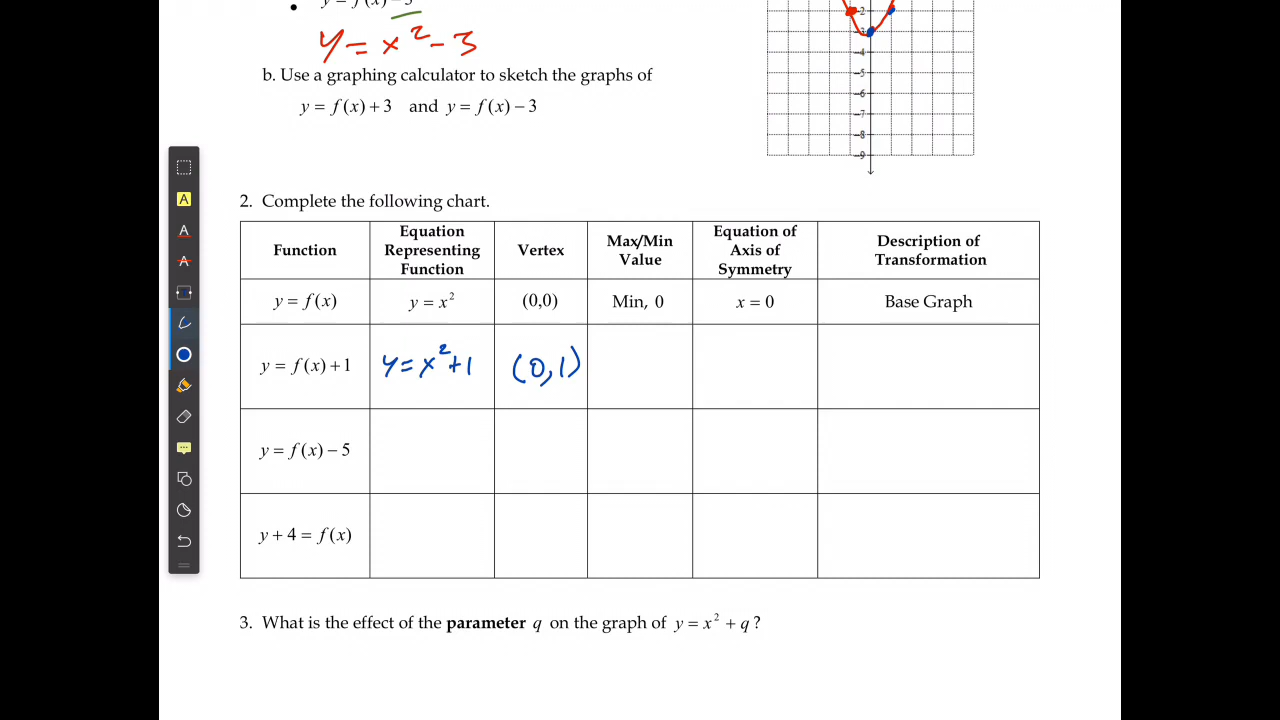 y = f(x) − 3
y = x² − 3
b. Use a graphing calculator to sketch the graphs of
y = f(x) + 3 and y = f(x) − 3
-2
-3
-4
-5
-6
-7
-8
-9
2. Complete the following chart.
Function Equation Representing Function Vertex Max/Min Value Equation of Axis of Symmetry Description of Transformation
y = f(x) y = x² (0,0) Min, 0 x = 0 Base Graph
y = f(x) + 1 y = x² + 1 (0,1)
y = f(x) − 5
y + 4 = f(x)
3. What is the effect of the parameter q on the graph of y = x² + q ?